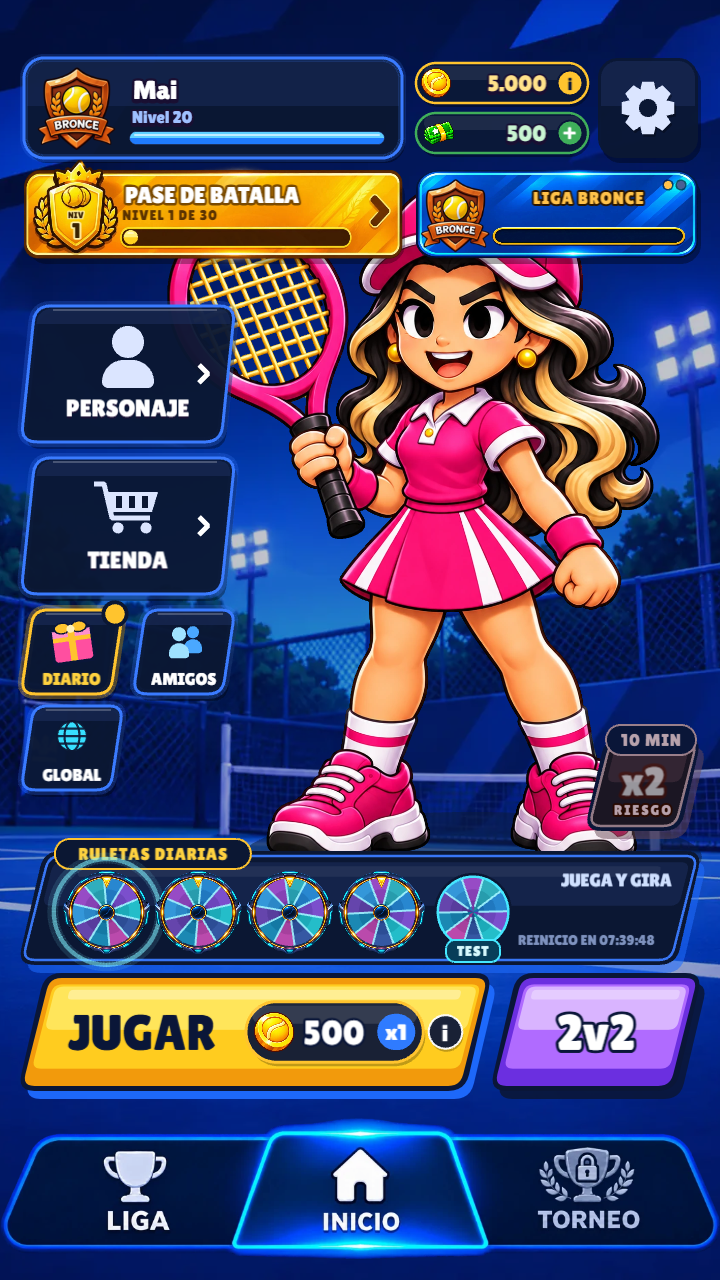 Mai
Nivel 20
BRONCE
5.000 i
500 +
PASE DE BATALLA
NIVEL 1 DE 30
NIV
1
LIGA BRONCE
BRONCE
PERSONAJE
TIENDA
DIARIO
AMIGOS
GLOBAL
10 MIN
x2
RIESGO
RULETAS DIARIAS
JUEGA Y GIRA
TEST
REINICIO EN 07:39:48
JUGAR
500
x1
i
2v2
LIGA
INICIO
TORNEO